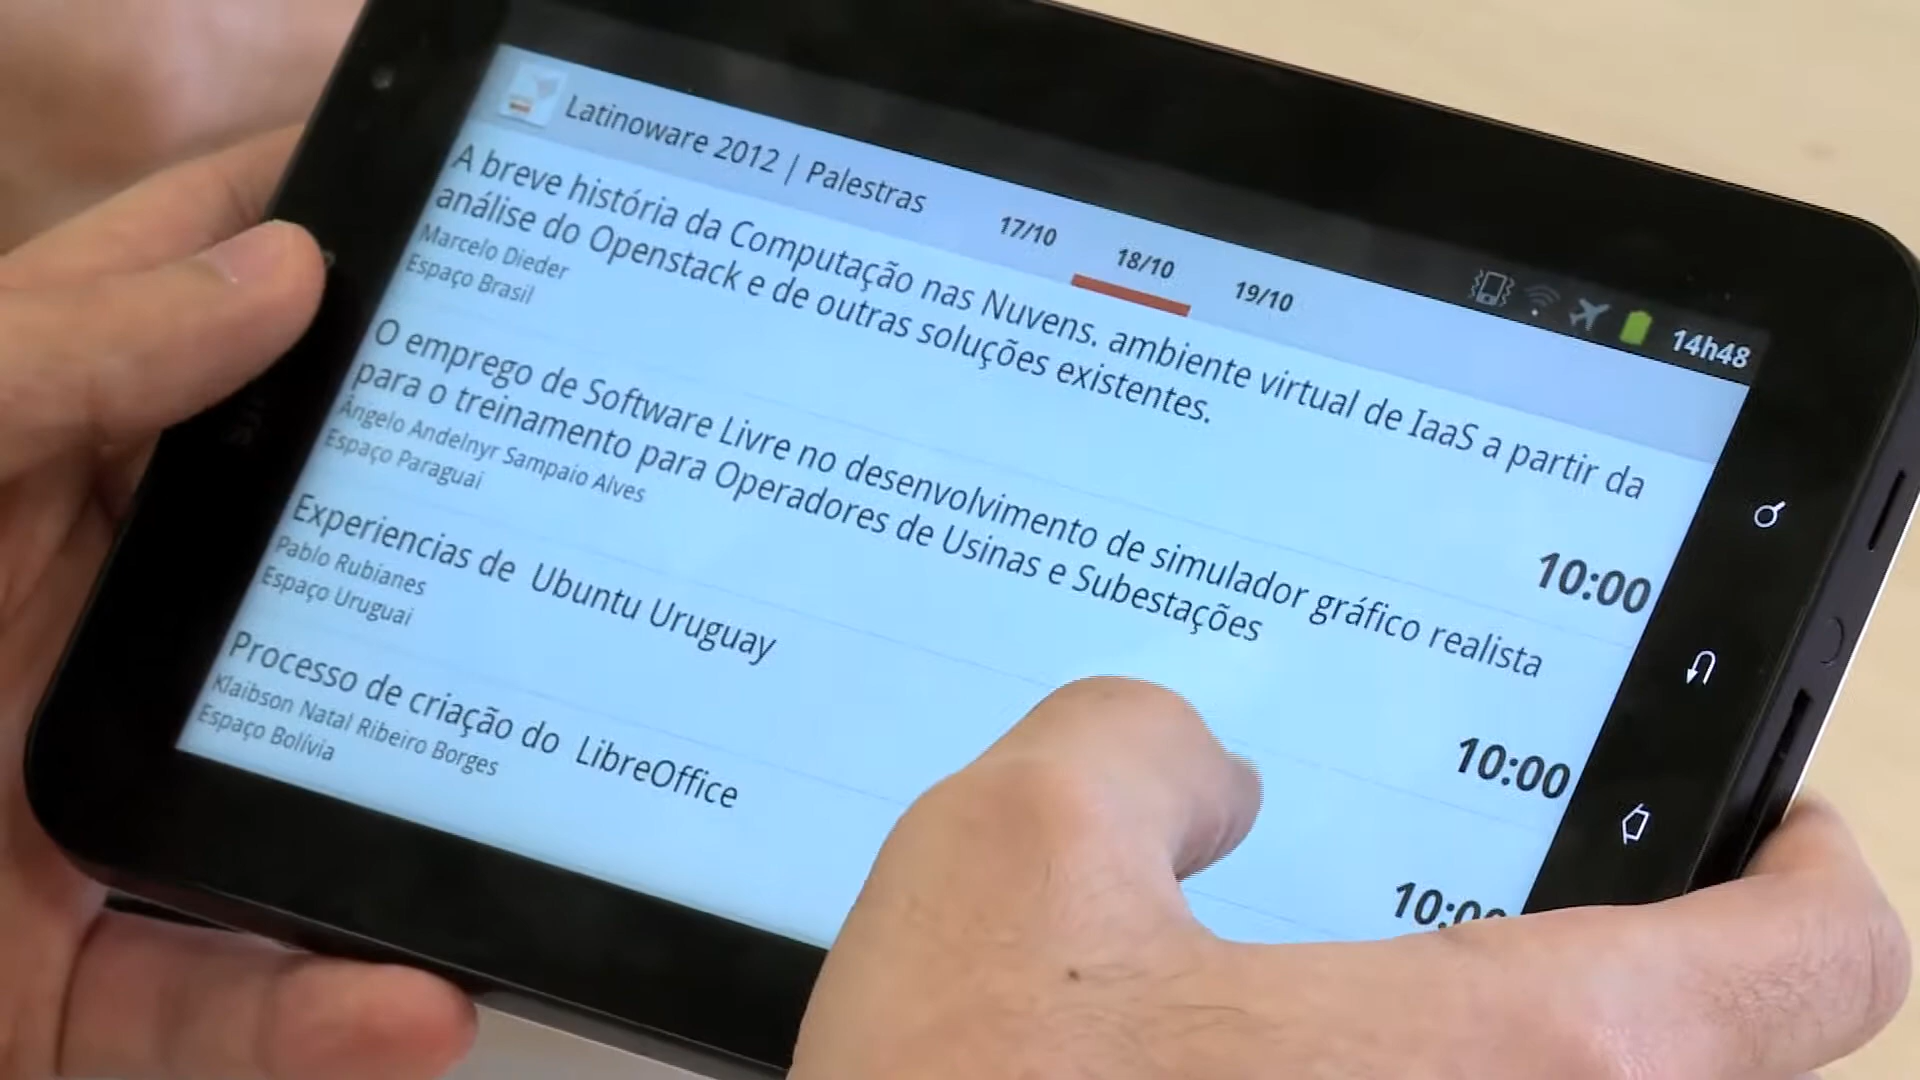 Latinoware 2012 | Palestras
17/10
18/10
19/10
14h48
A breve história da Computação nas Nuvens. ambiente virtual de IaaS a partir da
análise do Openstack e de outras soluções existentes.
Marcelo Dieder
Espaço Brasil
10:00
O emprego de Software Livre no desenvolvimento de simulador gráfico realista
para o treinamento para Operadores de Usinas e Subestações
Ângelo Andelnyr Sampaio Alves
Espaço Paraguai
10:00
Experiencias de Ubuntu Uruguay
Pablo Rubianes
Espaço Uruguai
10:00
Processo de criação do LibreOffice
Klaibson Natal Ribeiro Borges
Espaço Bolívia